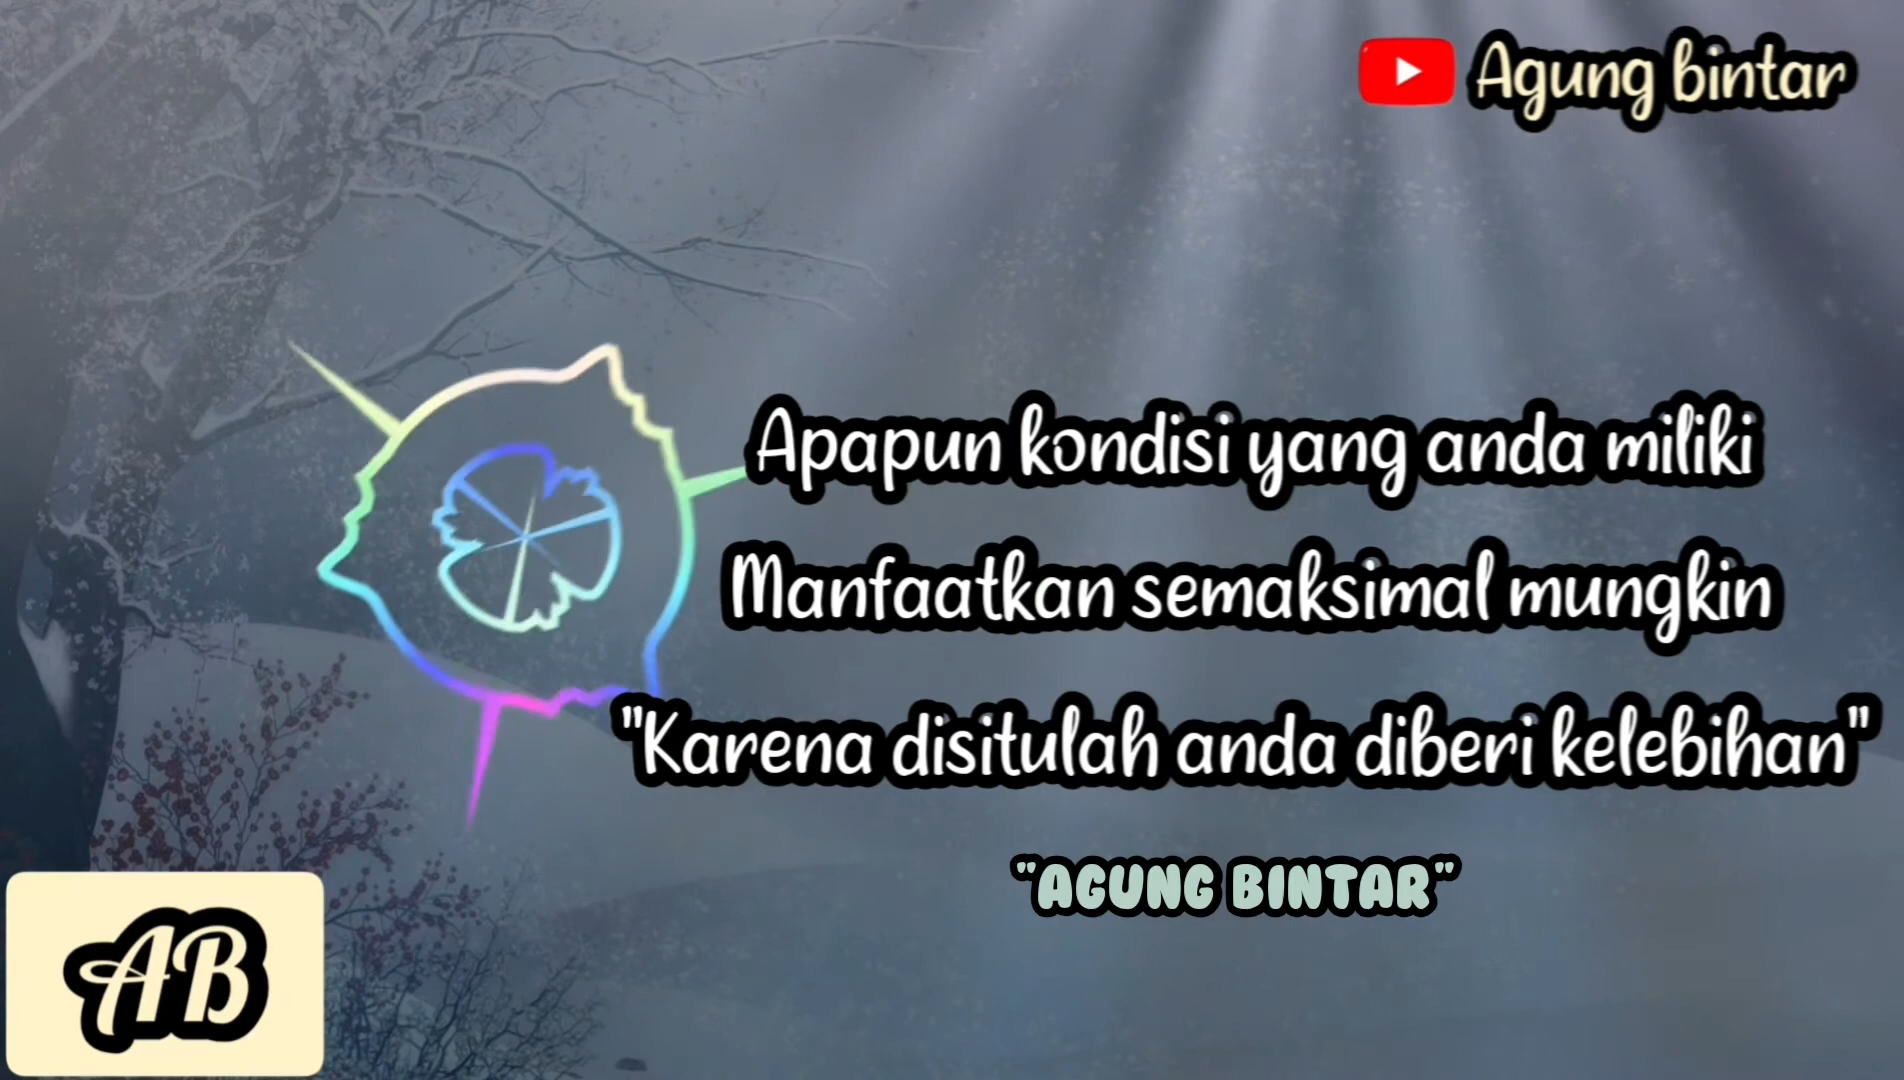 Agung bintar
Apapun kondisi yang anda miliki
Manfaatkan semaksimal mungkin
"Karena disitulah anda diberi kelebihan"
"AGUNG BINTAR"
AB